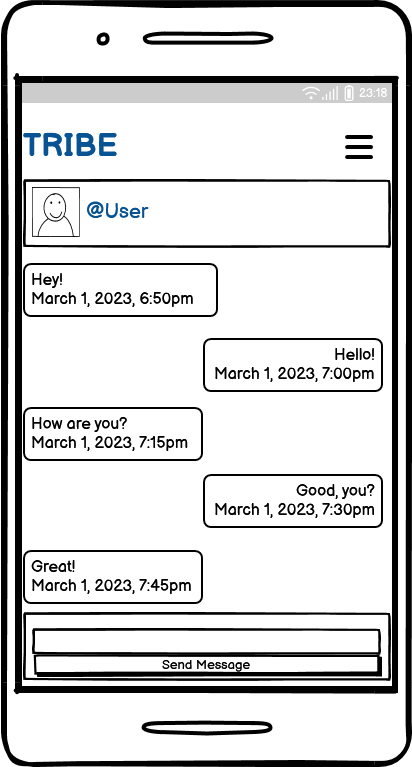 23:18
TRIBE
@User
Hey!
March 1, 2023, 6:50pm
Hello!
March 1, 2023, 7:00pm
How are you?
March 1, 2023, 7:15pm
Good, you?
March 1, 2023, 7:30pm
Great!
March 1, 2023, 7:45pm
Send Message